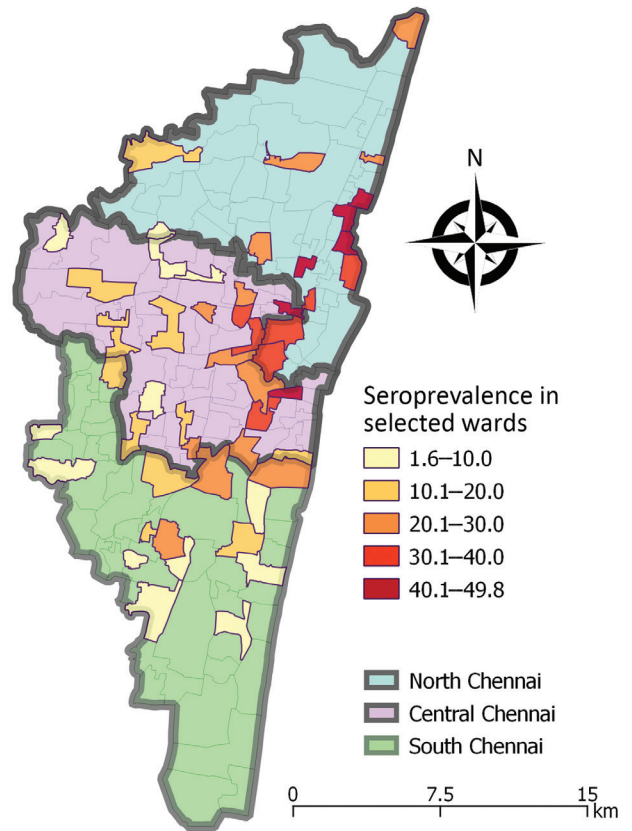 N
Seroprevalence in
selected wards
1.6–10.0
10.1–20.0
20.1–30.0
30.1–40.0
40.1–49.8
North Chennai
Central Chennai
South Chennai
0 7.5 15
km